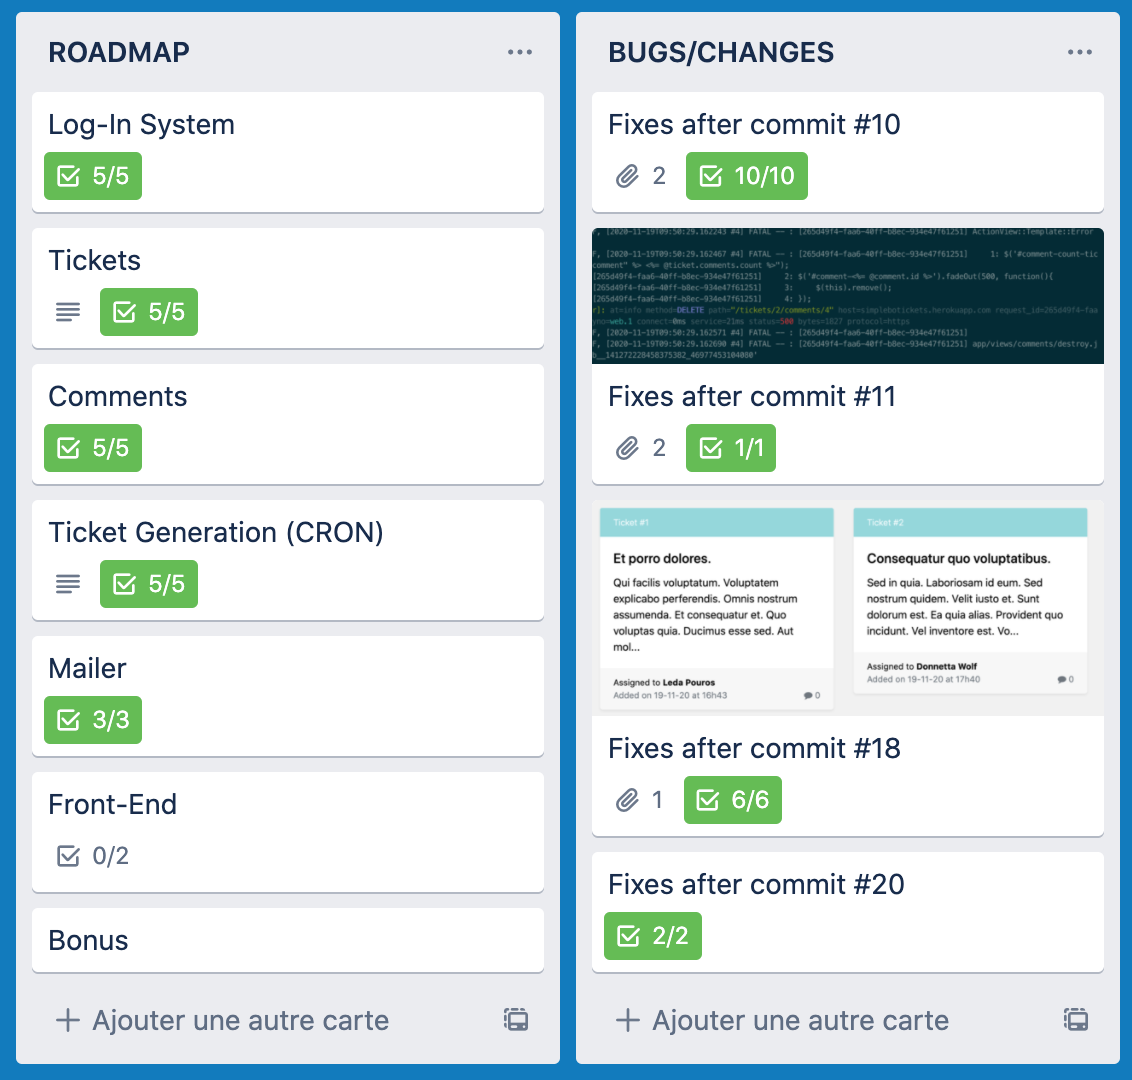 ROADMAP
Log-In System
5/5
Tickets
5/5
Comments
5/5
Ticket Generation (CRON)
5/5
Mailer
3/3
Front-End
0/2
Bonus
Ajouter une autre carte
BUGS/CHANGES
Fixes after commit #10
2 10/10
F, [2020-11-19T09:50:29.162243 #4] FATAL -- : [265d49f4-faa6-40ff-b8ec-934e47f61251] ActionView::Template::Error
F, [2020-11-19T09:50:29.162467 #4] FATAL -- : [265d49f4-faa6-40ff-b8ec-934e47f61251] 1: $('#comment-count-tic
comment" %> <%= @ticket.comments.count %>");
[265d49f4-faa6-40ff-b8ec-934e47f61251] 2: $('#comment-<%= @comment.id %>').fadeOut(500, function(){
[265d49f4-faa6-40ff-b8ec-934e47f61251] 3: $(this).remove();
[265d49f4-faa6-40ff-b8ec-934e47f61251] 4: });
r]: at=info method=DELETE path="/tickets/2/comments/4" host=simplebotickets.herokuapp.com request_id=265d49f4-faa
yno=web.1 connect=0ms service=21ms status=500 bytes=1827 protocol=https
F, [2020-11-19T09:50:29.162571 #4] FATAL -- : [265d49f4-faa6-40ff-b8ec-934e47f61251]
F, [2020-11-19T09:50:29.162690 #4] FATAL -- : [265d49f4-faa6-40ff-b8ec-934e47f61251] app/views/comments/destroy.j
b__1412722284583753​82_46977453104080'
Fixes after commit #11
2 1/1
Ticket #1
Et porro dolores.
Qui facilis voluptatum. Voluptatem
explicabo perferendis. Omnis nostrum
assumenda. Et consequatur et. Quo
voluptas quia. Ducimus esse sed. Aut
mol...
Assigned to Leda Pouros
Added on 19-11-20 at 16h43 0
Ticket #2
Consequatur quo voluptatibus.
Sed in quia. Laboriosam id eum. Sed
nostrum quidem. Velit iusto et. Sunt
dolorum est. Ea quia alias. Provident quo
incidunt. Vel inventore est. Vo...
Assigned to Donnetta Wolf
Added on 19-11-20 at 17h40 0
Fixes after commit #18
1 6/6
Fixes after commit #20
2/2
Ajouter une autre carte